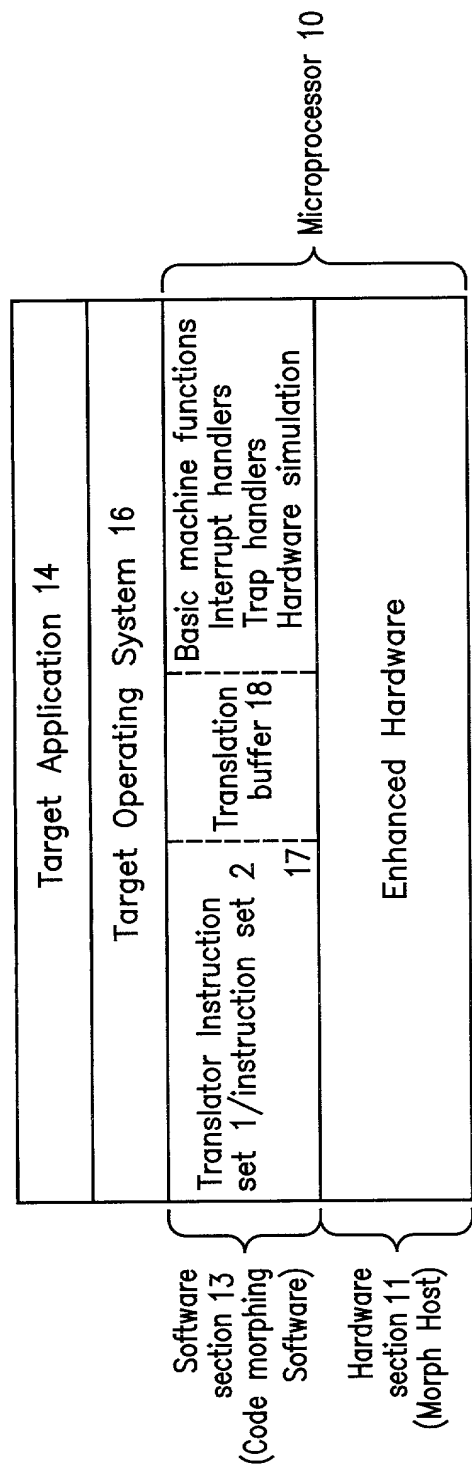 Target Application 14
Target Operating System 16
Software
section 13
(Code morphing
Software)
Translator Instruction
set 1/instruction set 2
17
Translation
buffer 18
Basic machine functions
Interrupt handlers
Trap handlers
Hardware simulation
Microprocessor 10
Hardware
section 11
(Morph Host)
Enhanced Hardware